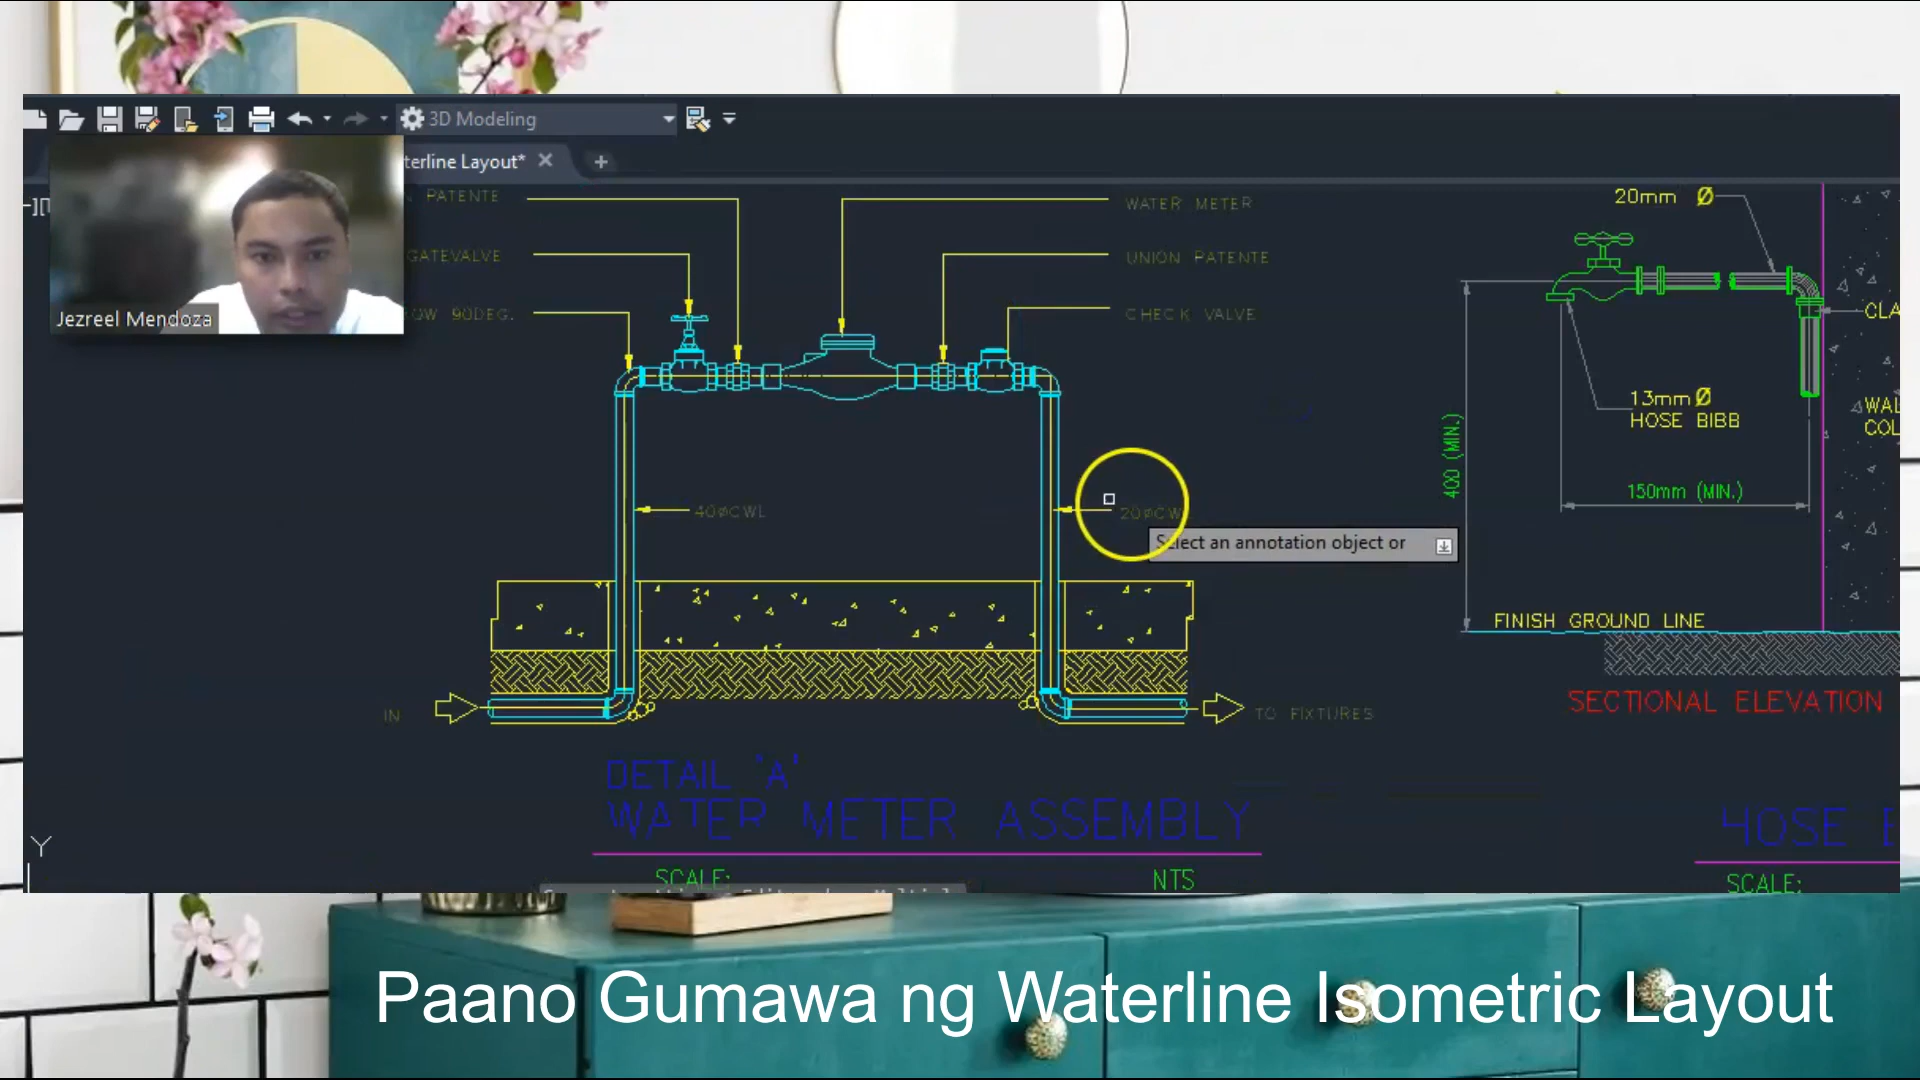 3D Modeling
terline Layout*
PATENTE
WATER METER
20mm Ø
GATEVALVE
UNION PATENTE
OW 90DEG.
CHECK VALVE
CLA
Jezreel Mendoza
13mm Ø
HOSE BIBB
WAL
COL
400 (MIN.)
150mm (MIN.)
40øCWL
20øCW
Select an annotation object or
FINISH GROUND LINE
IN
TO FIXTURES
SECTIONAL ELEVATION
DETAIL 'A'
WATER METER ASSEMBLY
HOSE
SCALE:
NTS
SCALE:
Y
Paano Gumawa ng Waterline Isometric Layout